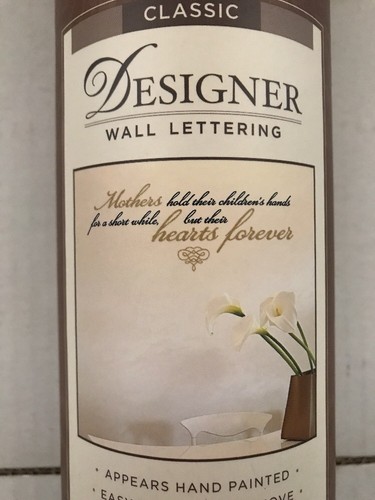 CLASSIC
DESIGNER
WALL LETTERING
Mothers hold their children's hands
for a short while, but their
hearts forever
• APPEARS HAND PAINTED •